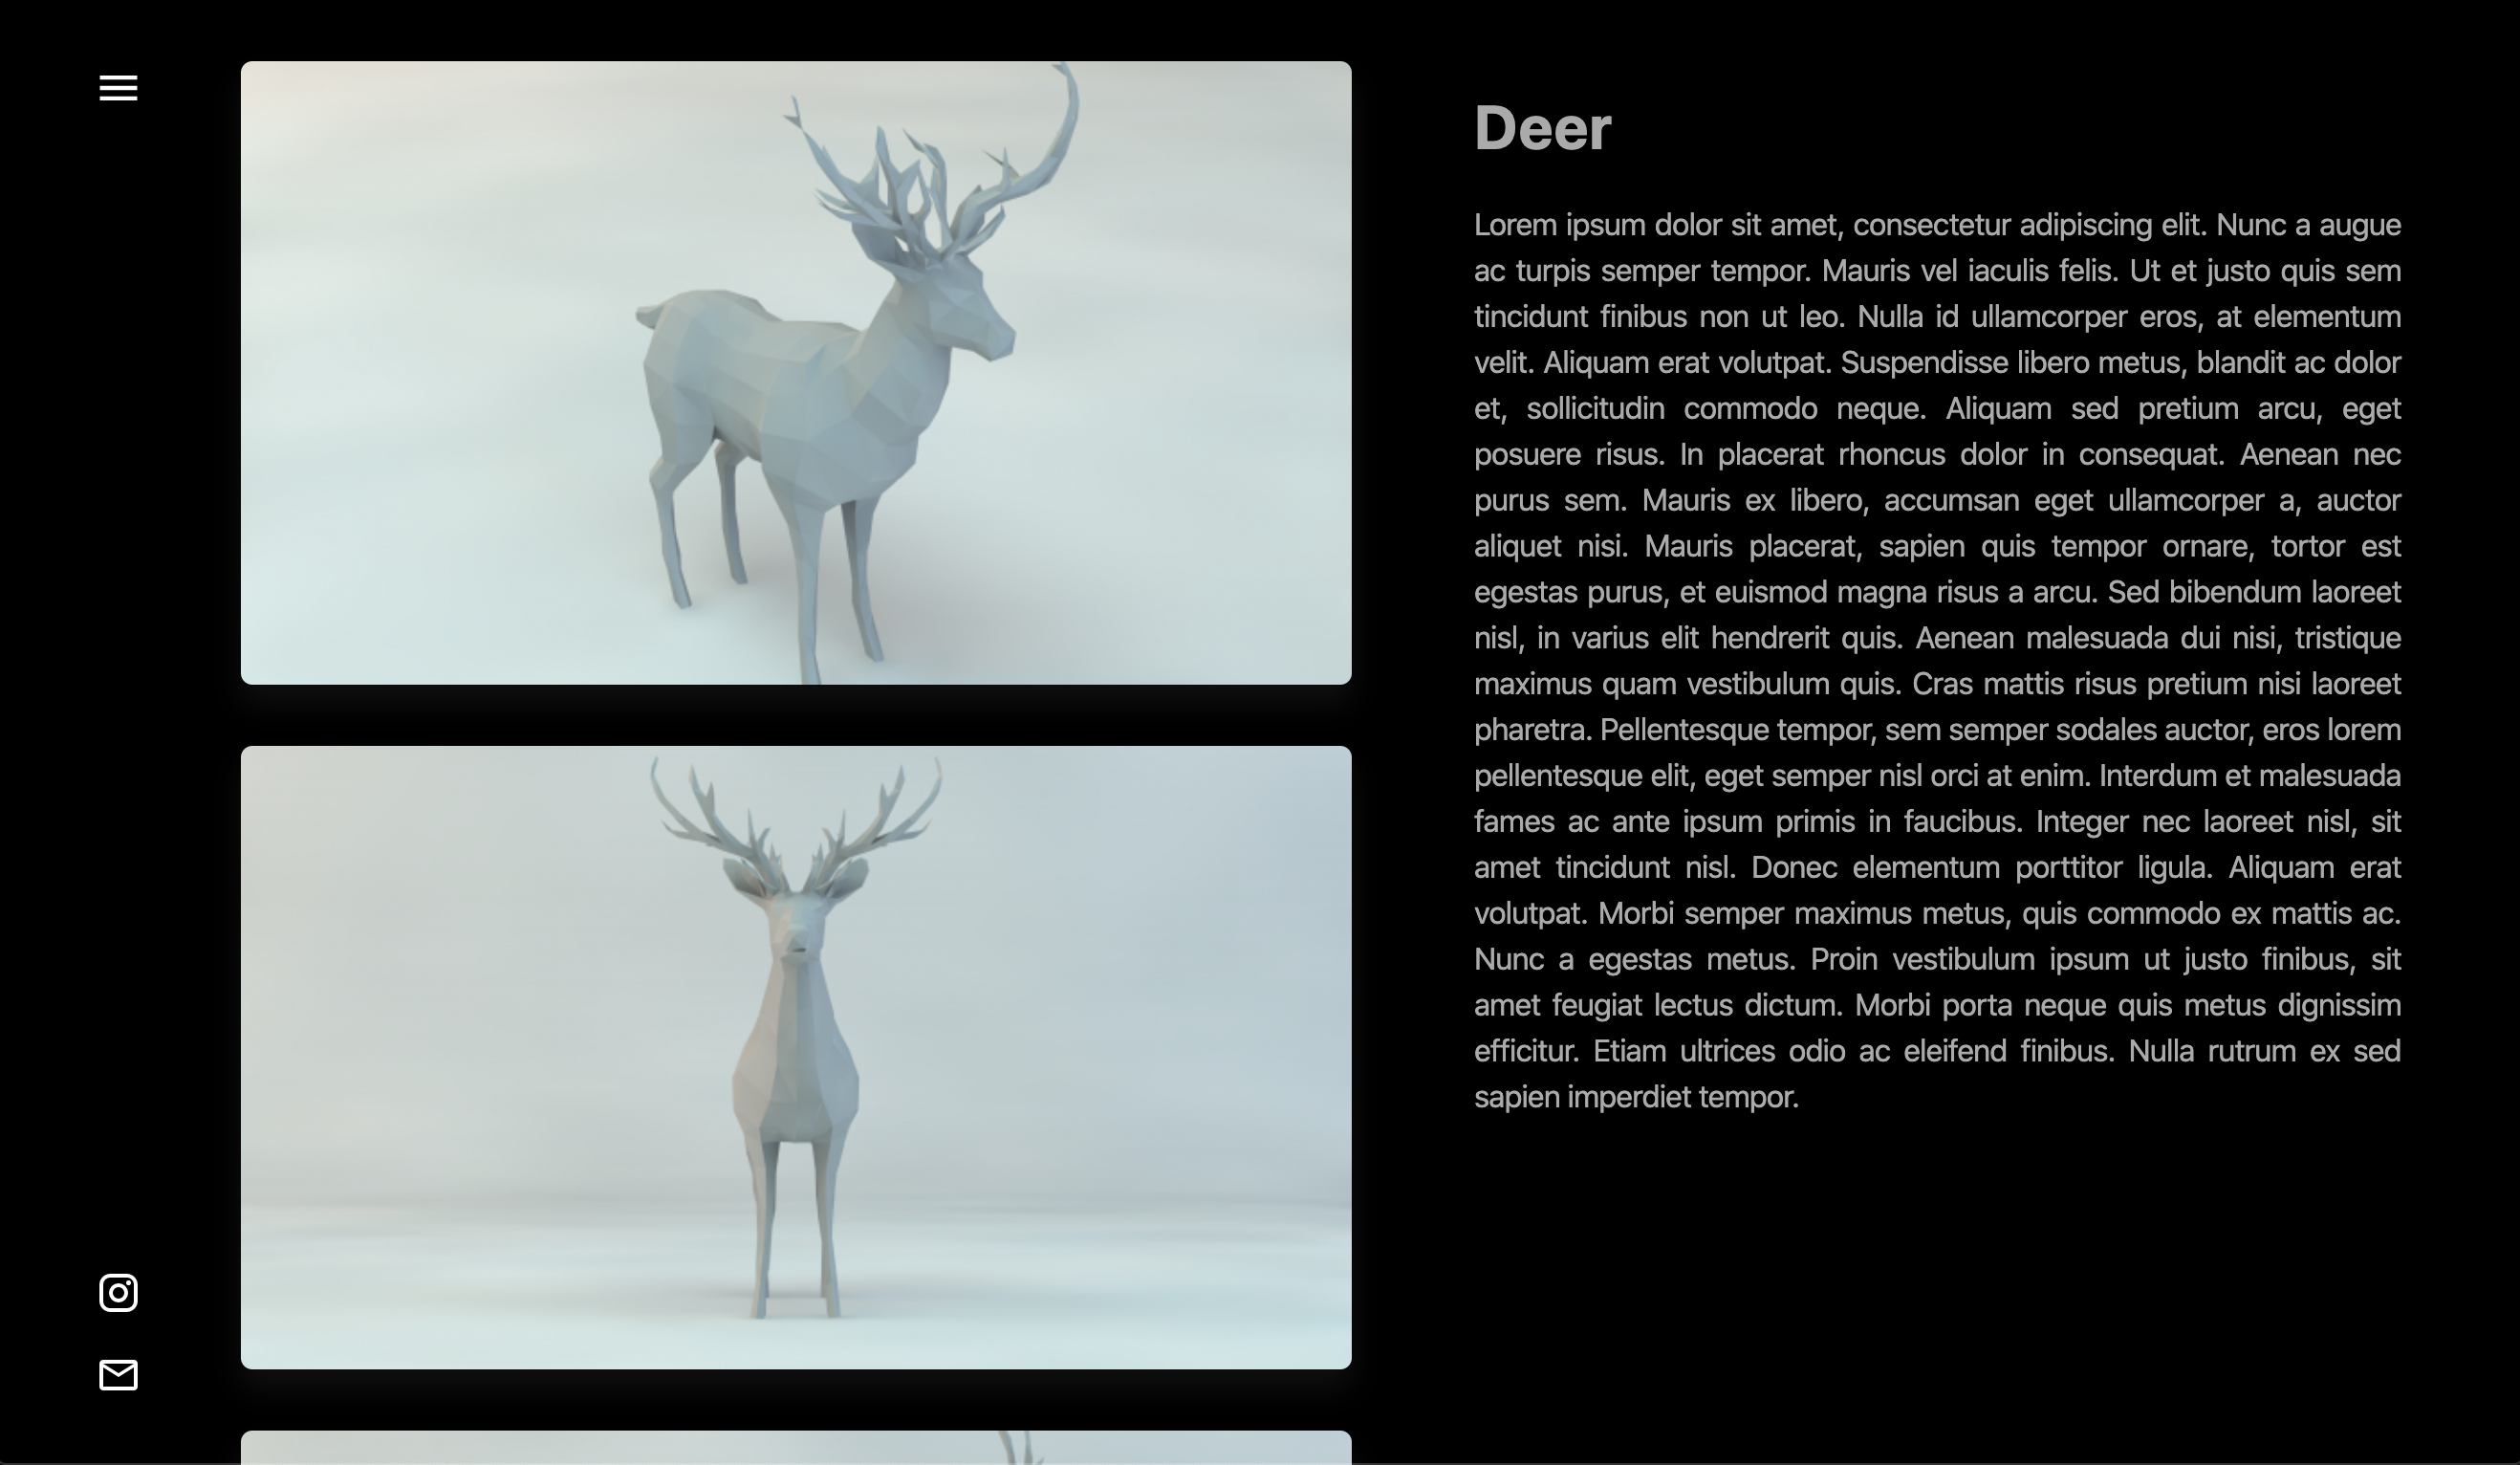 Deer
Lorem ipsum dolor sit amet, consectetur adipiscing elit. Nunc a augue
ac turpis semper tempor. Mauris vel iaculis felis. Ut et justo quis sem
tincidunt finibus non ut leo. Nulla id ullamcorper eros, at elementum
velit. Aliquam erat volutpat. Suspendisse libero metus, blandit ac dolor
et, sollicitudin commodo neque. Aliquam sed pretium arcu, eget
posuere risus. In placerat rhoncus dolor in consequat. Aenean nec
purus sem. Mauris ex libero, accumsan eget ullamcorper a, auctor
aliquet nisi. Mauris placerat, sapien quis tempor ornare, tortor est
egestas purus, et euismod magna risus a arcu. Sed bibendum laoreet
nisl, in varius elit hendrerit quis. Aenean malesuada dui nisi, tristique
maximus quam vestibulum quis. Cras mattis risus pretium nisi laoreet
pharetra. Pellentesque tempor, sem semper sodales auctor, eros lorem
pellentesque elit, eget semper nisl orci at enim. Interdum et malesuada
fames ac ante ipsum primis in faucibus. Integer nec laoreet nisl, sit
amet tincidunt nisl. Donec elementum porttitor ligula. Aliquam erat
volutpat. Morbi semper maximus metus, quis commodo ex mattis ac.
Nunc a egestas metus. Proin vestibulum ipsum ut justo finibus, sit
amet feugiat lectus dictum. Morbi porta neque quis metus dignissim
efficitur. Etiam ultrices odio ac eleifend finibus. Nulla rutrum ex sed
sapien imperdiet tempor.